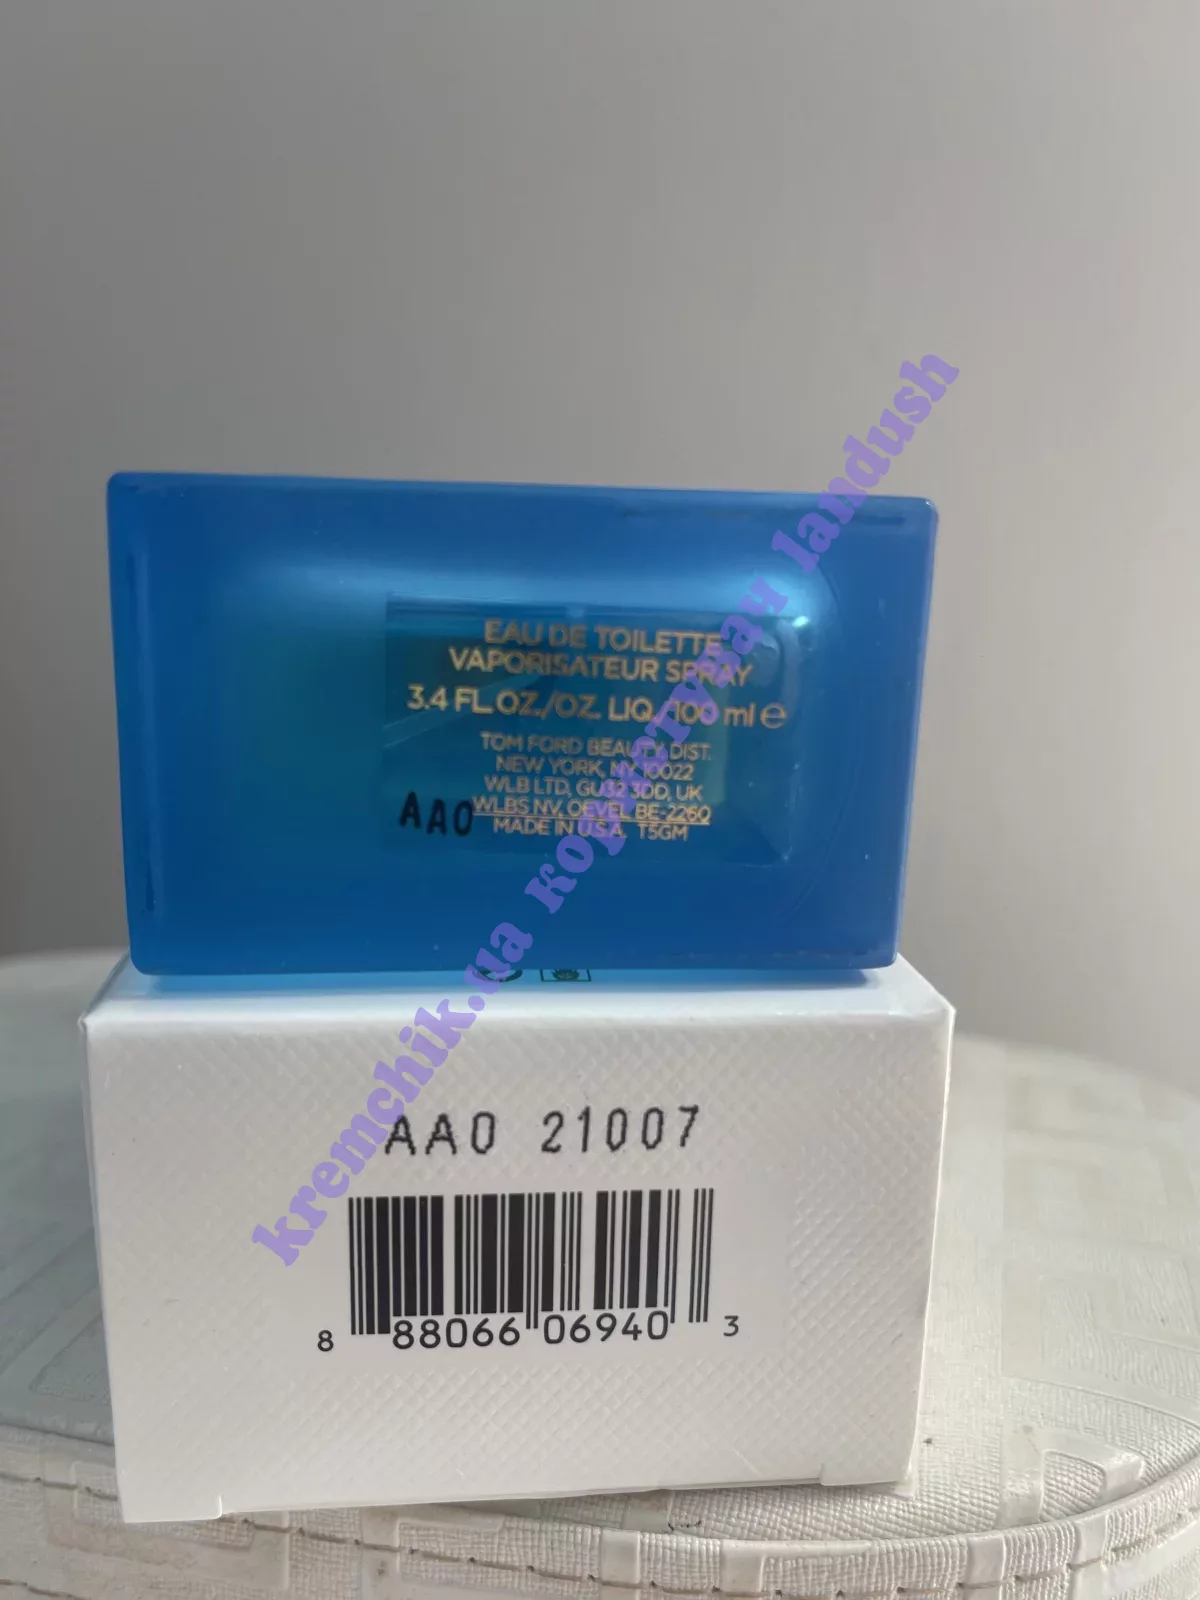 EAU DE TOILETTE
VAPORISATEUR SPRAY
3.4 FL.OZ./OZ. LIQ. 100 ml e
TOM FORD BEAUTY, DIST.
NEW YORK, NY 10022
WLB LTD, GU32 3DD, UK
WLBS NV, OEVEL BE-2260
MADE IN U.S.A. T5GM
AA0
AA0 21007
8 88066 06940 3
kremchik.ua користувач landush